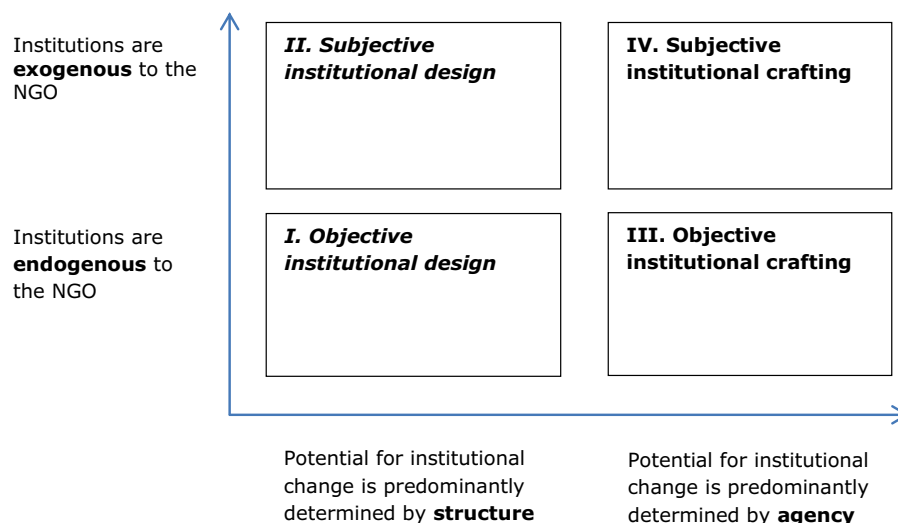 Institutions are
exogenous to the
NGO
II. Subjective
institutional design
IV. Subjective
institutional crafting
Institutions are
endogenous to
the NGO
I. Objective
institutional design
III. Objective
institutional crafting
Potential for institutional
change is predominantly
determined by structure
Potential for institutional
change is predominantly
determined by agency